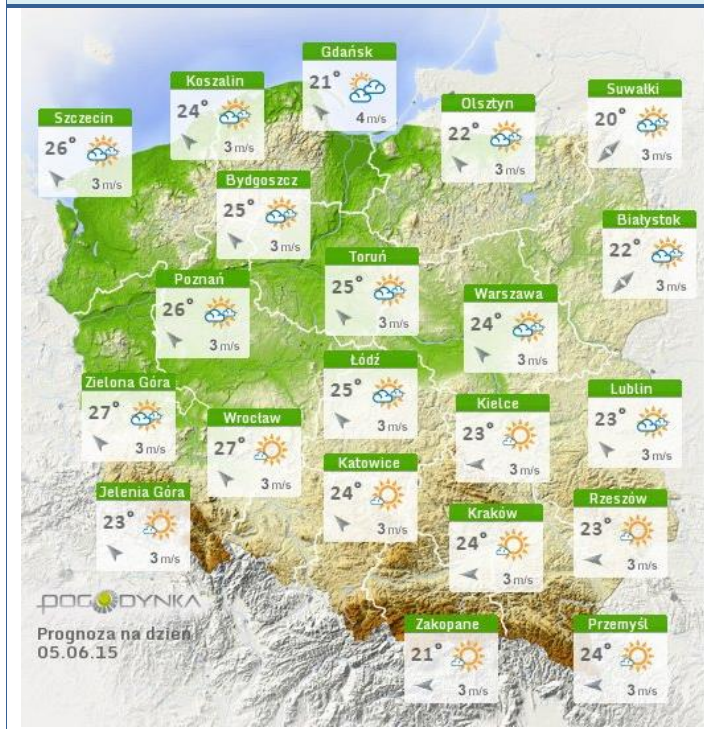 Gdańsk
21°
4 m/s
Koszalin
24°
3 m/s
Suwałki
20°
3 m/s
Olsztyn
22°
3 m/s
Szczecin
26°
3 m/s
Bydgoszcz
25°
3 m/s
Białystok
22°
3 m/s
Toruń
25°
3 m/s
Poznań
26°
3 m/s
Warszawa
24°
3 m/s
Łódź
25°
3 m/s
Zielona Góra
27°
3 m/s
Lublin
23°
3 m/s
Kielce
23°
3 m/s
Wrocław
27°
3 m/s
Katowice
24°
3 m/s
Jelenia Góra
23°
3 m/s
Rzeszów
23°
3 m/s
Kraków
24°
3 m/s
POGODYNKA
Prognoza na dzień
05.06.15
Zakopane
21°
3 m/s
Przemyśl
24°
3 m/s